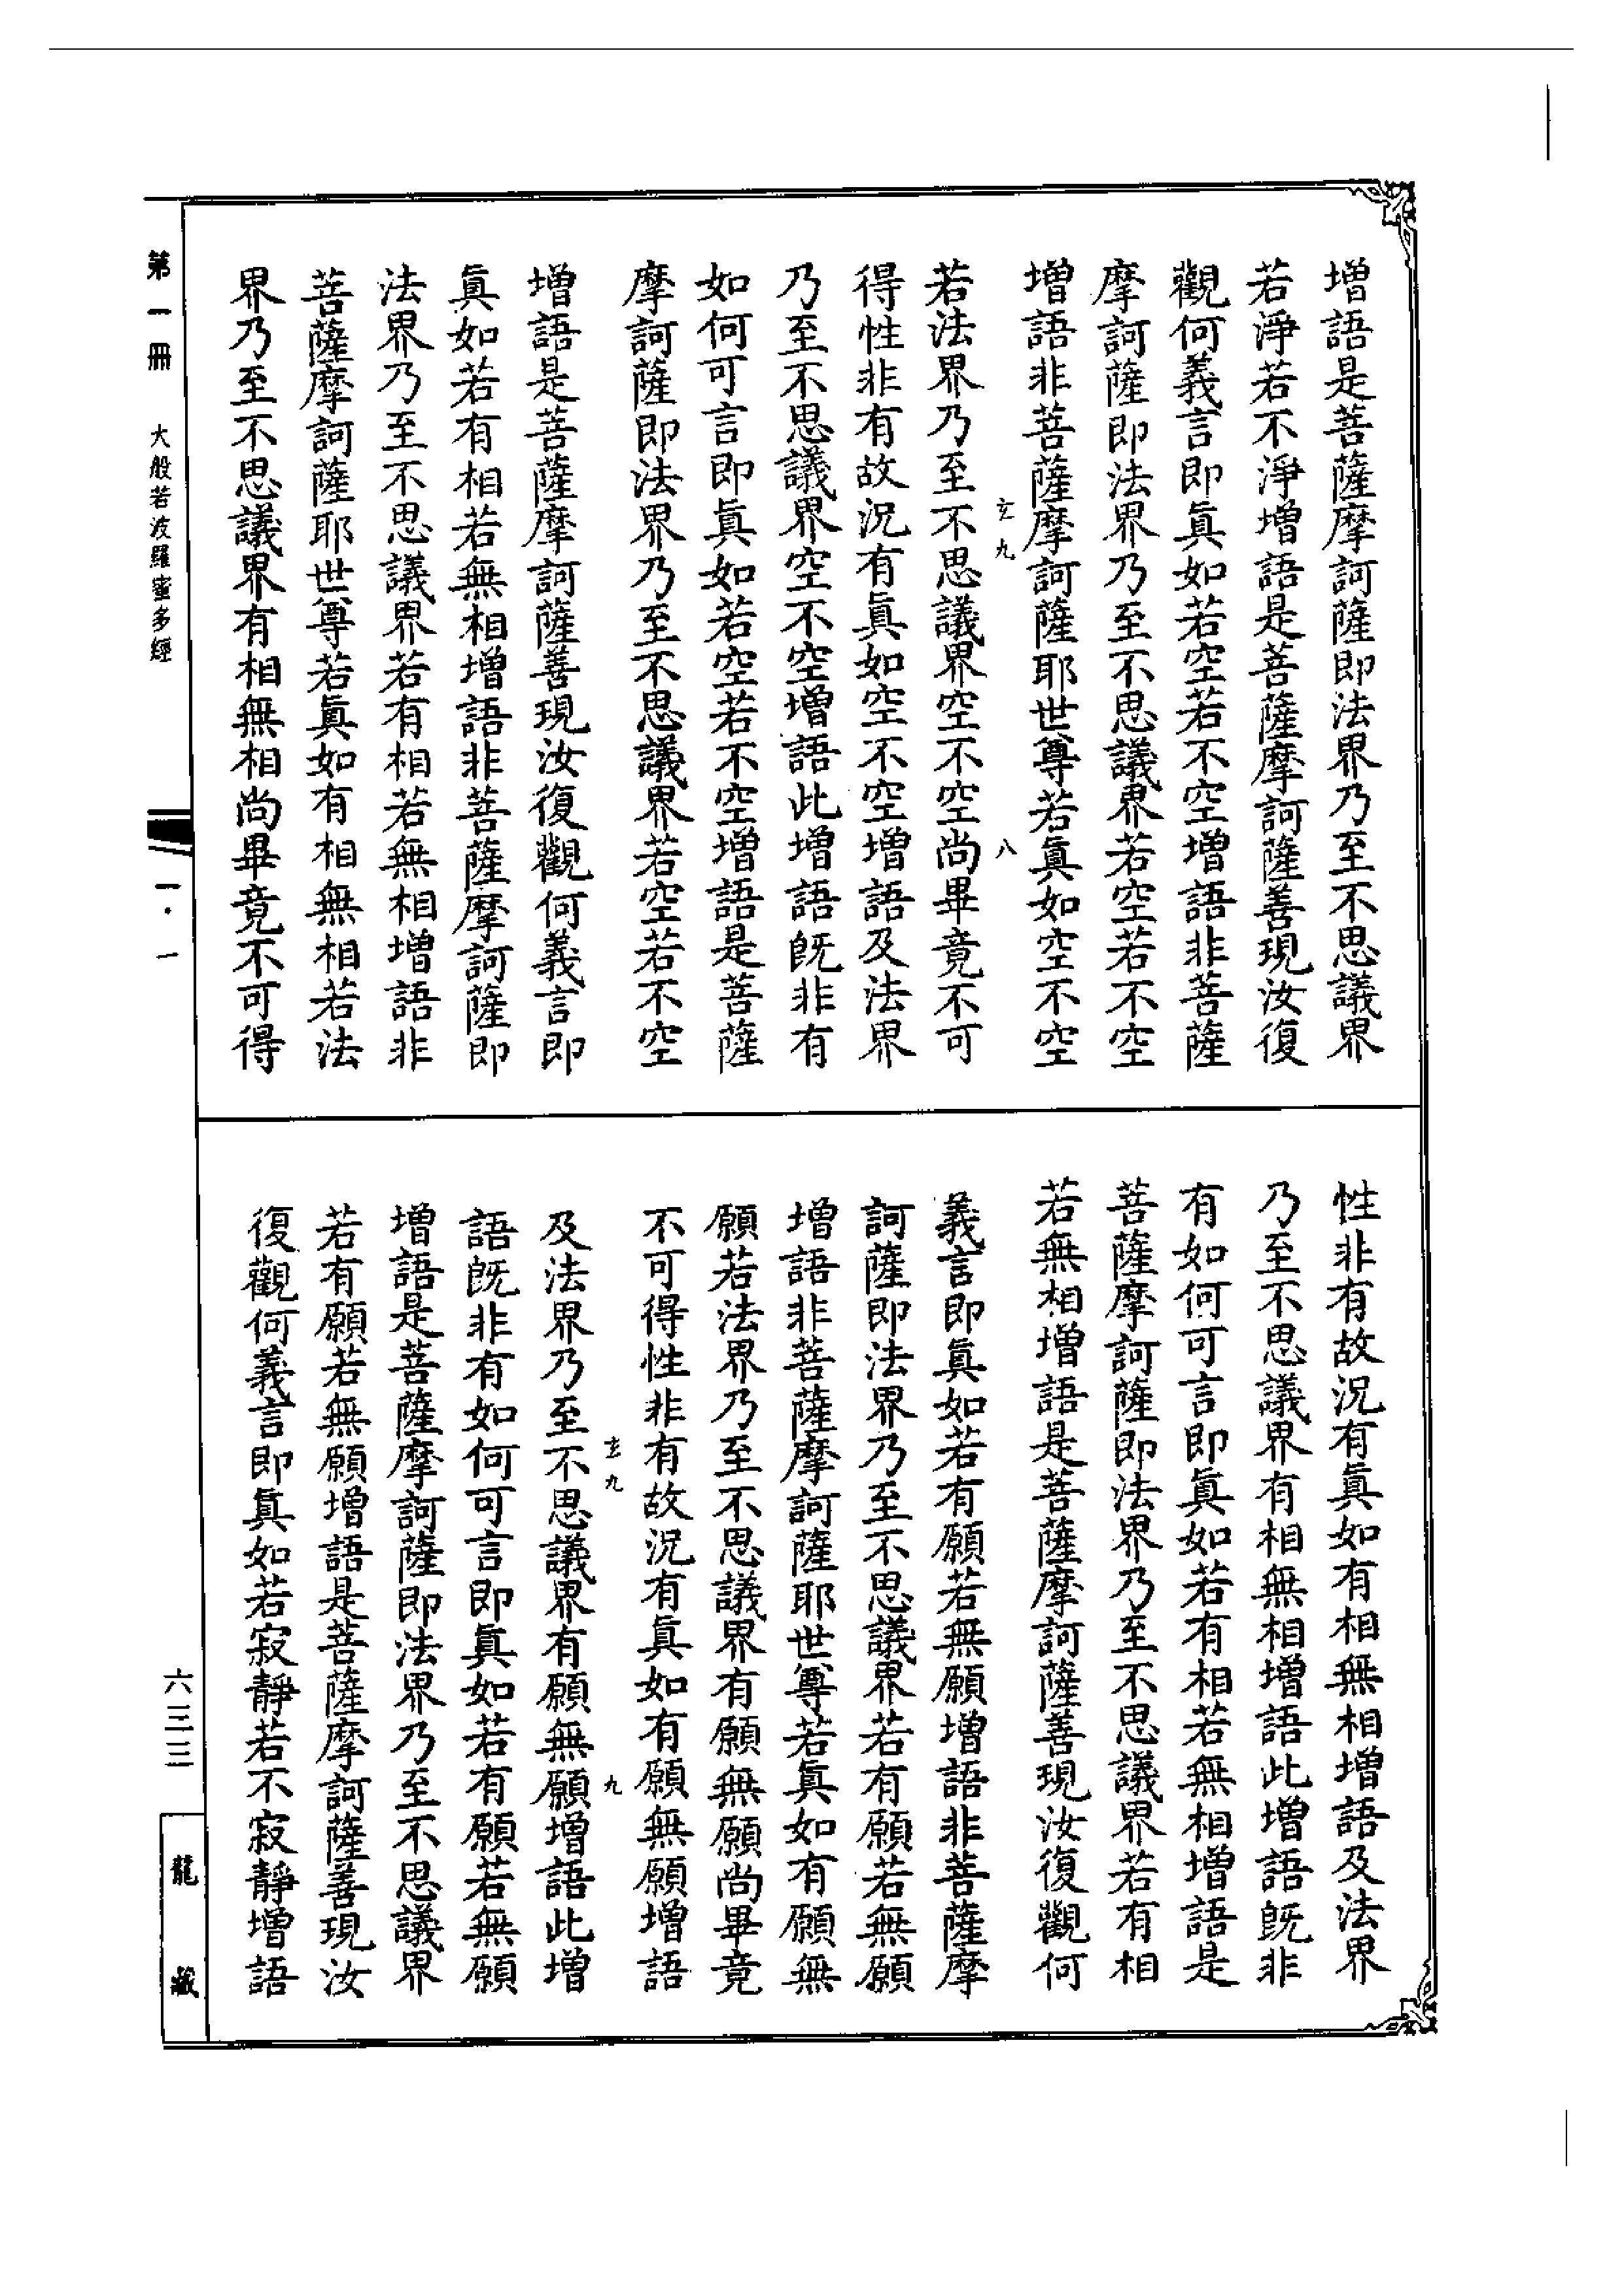 增語是菩薩摩訶薩即法界乃至不思議界
若淨若不淨增語是菩薩摩訶薩善現汝復
觀何義言即眞如若空若不空增語非菩薩
摩訶薩即法界乃至不思議界若空若不空
增語非菩薩摩訶薩耶世尊若眞如空不空
玄九 八
若法界乃至不思議界空不空尚畢竟不可
得性非有故況有眞如空不空增語及法界
乃至不思議界空不空增語此增語既非有
如何可言即眞如若空若不空增語是菩薩
摩訶薩即法界乃至不思議界若空若不空
增語是菩薩摩訶薩善現汝復觀何義言即
眞如若有相若無相增語非菩薩摩訶薩即
法界乃至不思議界若有相若無相增語非
菩薩摩訶薩耶世尊若眞如有相無相若法
界乃至不思議界有相無相尚畢竟不可得
性非有故況有眞如有相無相增語及法界
乃至不思議界有相無相增語此增語既非
有如何可言即眞如若有相若無相增語是
菩薩摩訶薩即法界乃至不思議界若有相
若無相增語是菩薩摩訶薩善現汝復觀何
義言即眞如若有願若無願增語非菩薩摩
訶薩即法界乃至不思議界若有願若無願
增語非菩薩摩訶薩耶世尊若眞如有願無
願若法界乃至不思議界有願無願尚畢竟
不可得性非有故況有眞如有願無願增語
玄九 九
及法界乃至不思議界有願無願增語此增
語既非有如何可言即眞如若有願若無願
增語是菩薩摩訶薩即法界乃至不思議界
若有願若無願增語是菩薩摩訶薩善現汝
復觀何義言即眞如若寂靜若不寂靜增語
第一冊 大般若波羅蜜多經 一·一
六三三
龍藏